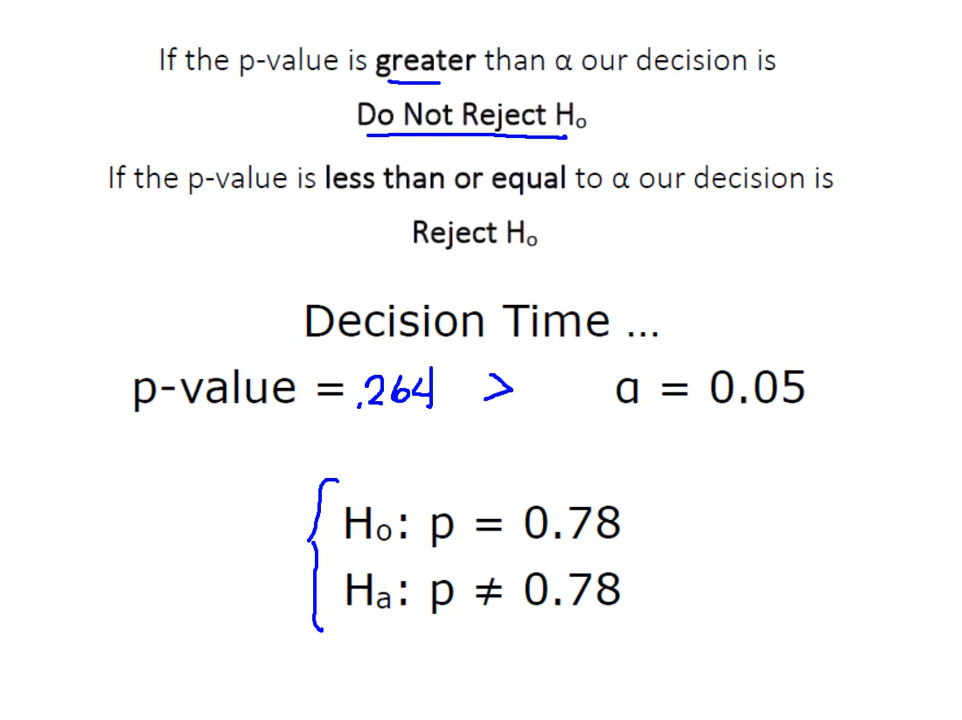 If the p-value is greater than α our decision is
Do Not Reject Hₒ
If the p-value is less than or equal to α our decision is
Reject Hₒ
Decision Time ...
p-value = .264 > α = 0.05
Hₒ: p = 0.78
Hₐ: p ≠ 0.78